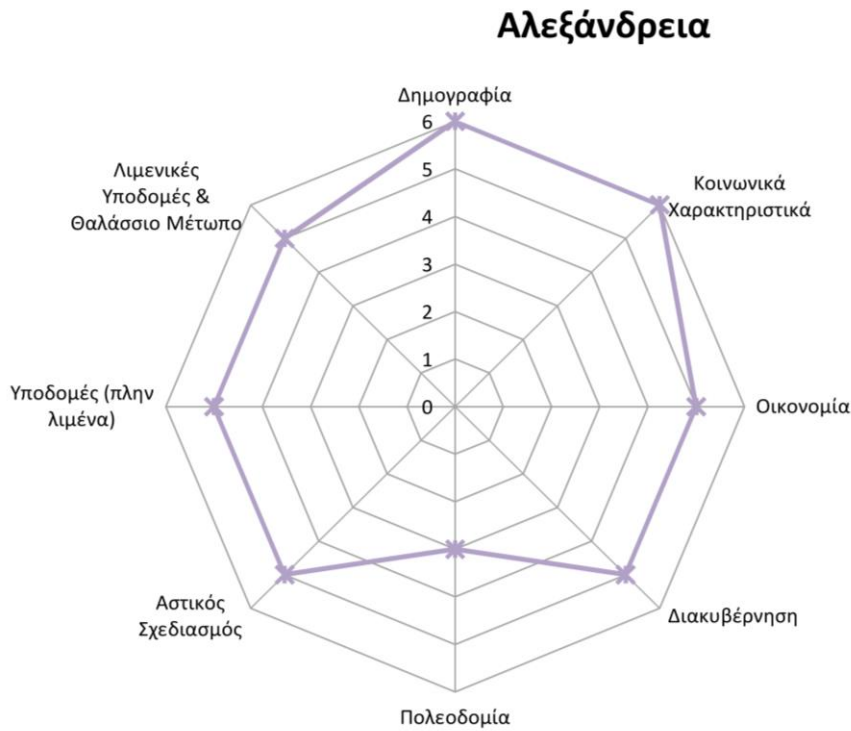 Αλεξάνδρεια
Δημογραφία
6
5
4
3
2
1
0
Κοινωνικά
Χαρακτηριστικά
Οικονομία
Διακυβέρνηση
Πολεοδομία
Αστικός
Σχεδιασμός
Υποδομές (πλην
λιμένα)
Λιμενικές
Υποδομές &
Θαλάσσιο Μέτωπο